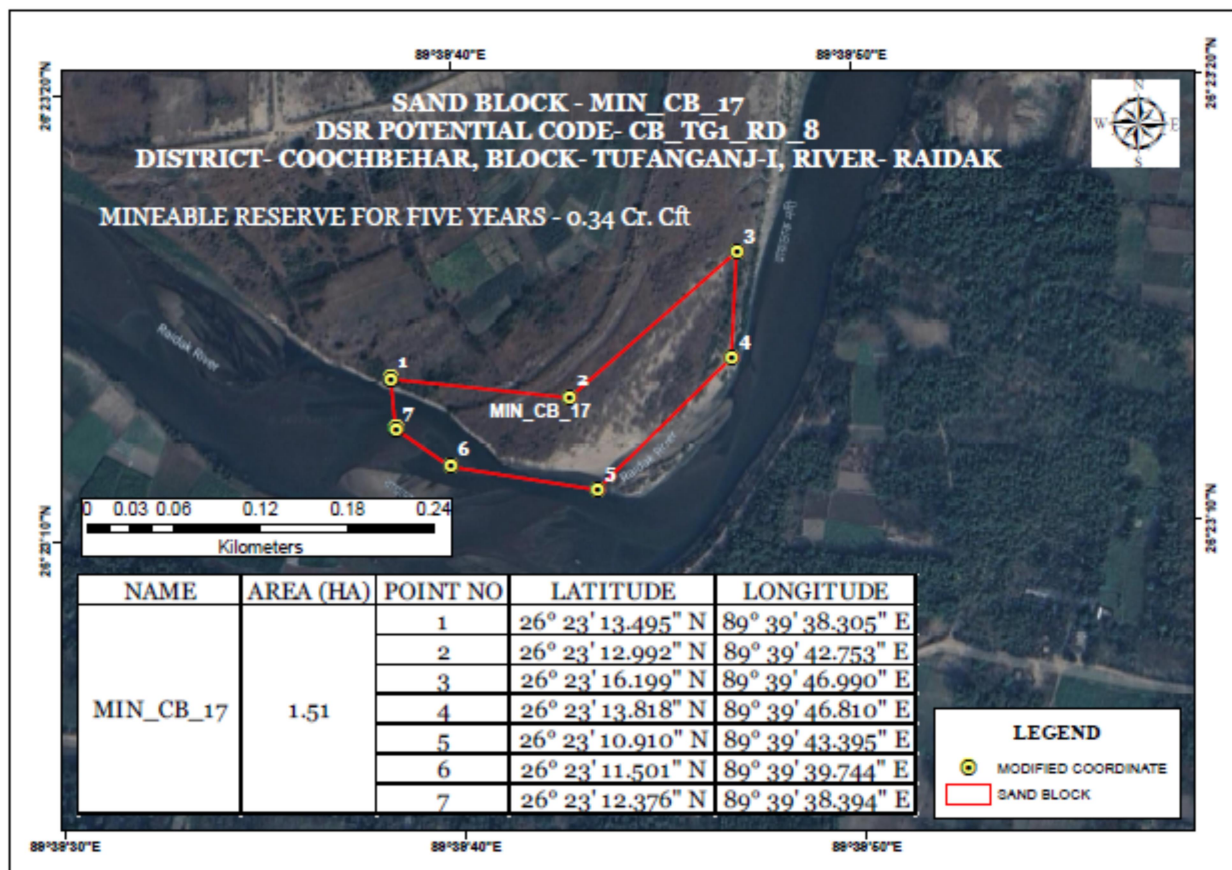 89°39'40"E 89°39'50"E
26°23'20"N 26°23'20"N
SAND BLOCK - MIN_CB_17
DSR POTENTIAL CODE- CB_TG1_RD_8
DISTRICT- COOCHBEHAR, BLOCK- TUFANGANJ-I, RIVER- RAIDAK
N
W E
S
MINEABLE RESERVE FOR FIVE YEARS - 0.34 Cr. Cft
3
Raidak River
4
1
2
MIN_CB_17
7
6
5
Raidak River
0 0.03 0.06 0.12 0.18 0.24
Kilometers
26°23'10"N 26°23'10"N
NAME AREA (HA) POINT NO LATITUDE LONGITUDE
1 26° 23' 13.495" N 89° 39' 38.305" E
2 26° 23' 12.992" N 89° 39' 42.753" E
3 26° 23' 16.199" N 89° 39' 46.990" E
MIN_CB_17 1.51 4 26° 23' 13.818" N 89° 39' 46.810" E
5 26° 23' 10.910" N 89° 39' 43.395" E
6 26° 23' 11.501" N 89° 39' 39.744" E
7 26° 23' 12.376" N 89° 39' 38.394" E
LEGEND
MODIFIED COORDINATE
SAND BLOCK
89°39'30"E 89°39'40"E 89°39'50"E